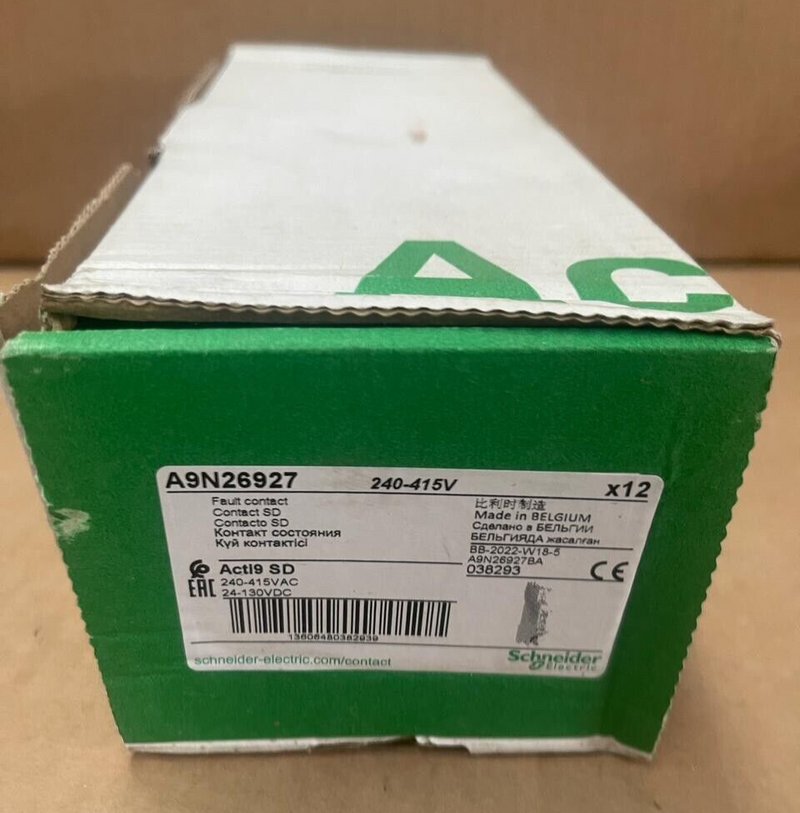 Ac
A9N26927 240-415V x12
Fault contact
Contact SD
Contacto SD
Контакт состояния
Күй контактісі
比利时制造
Made in BELGIUM
Сделано в БЕЛЬГИИ
БЕЛЬГИЯДА жасалған
BB-2022-W18-5
A9N26927BA
038293
CE
EAC
Acti9 SD
240-415VAC
24-130VDC
13606480382939
schneider-electric.com/contact
Schneider
Electric